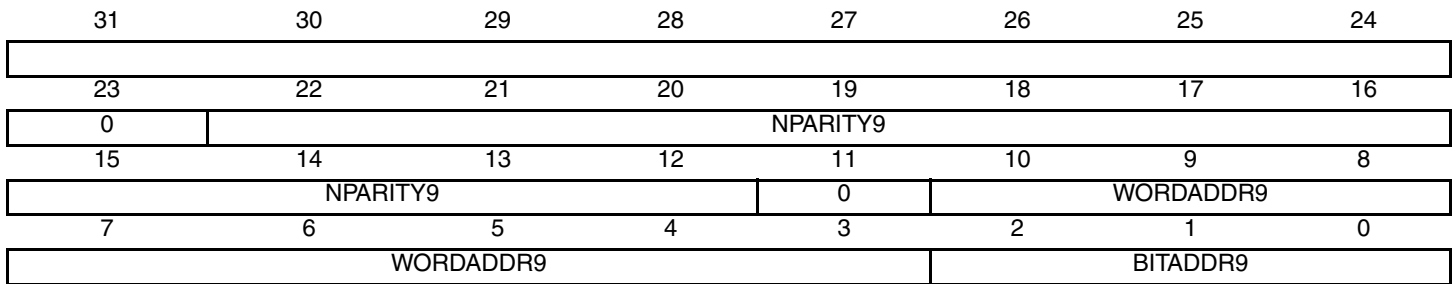 31 30 29 28 27 26 25 24
23 22 21 20 19 18 17 16
0 NPARITY9
15 14 13 12 11 10 9 8
NPARITY9 0 WORDADDR9
7 6 5 4 3 2 1 0
WORDADDR9 BITADDR9